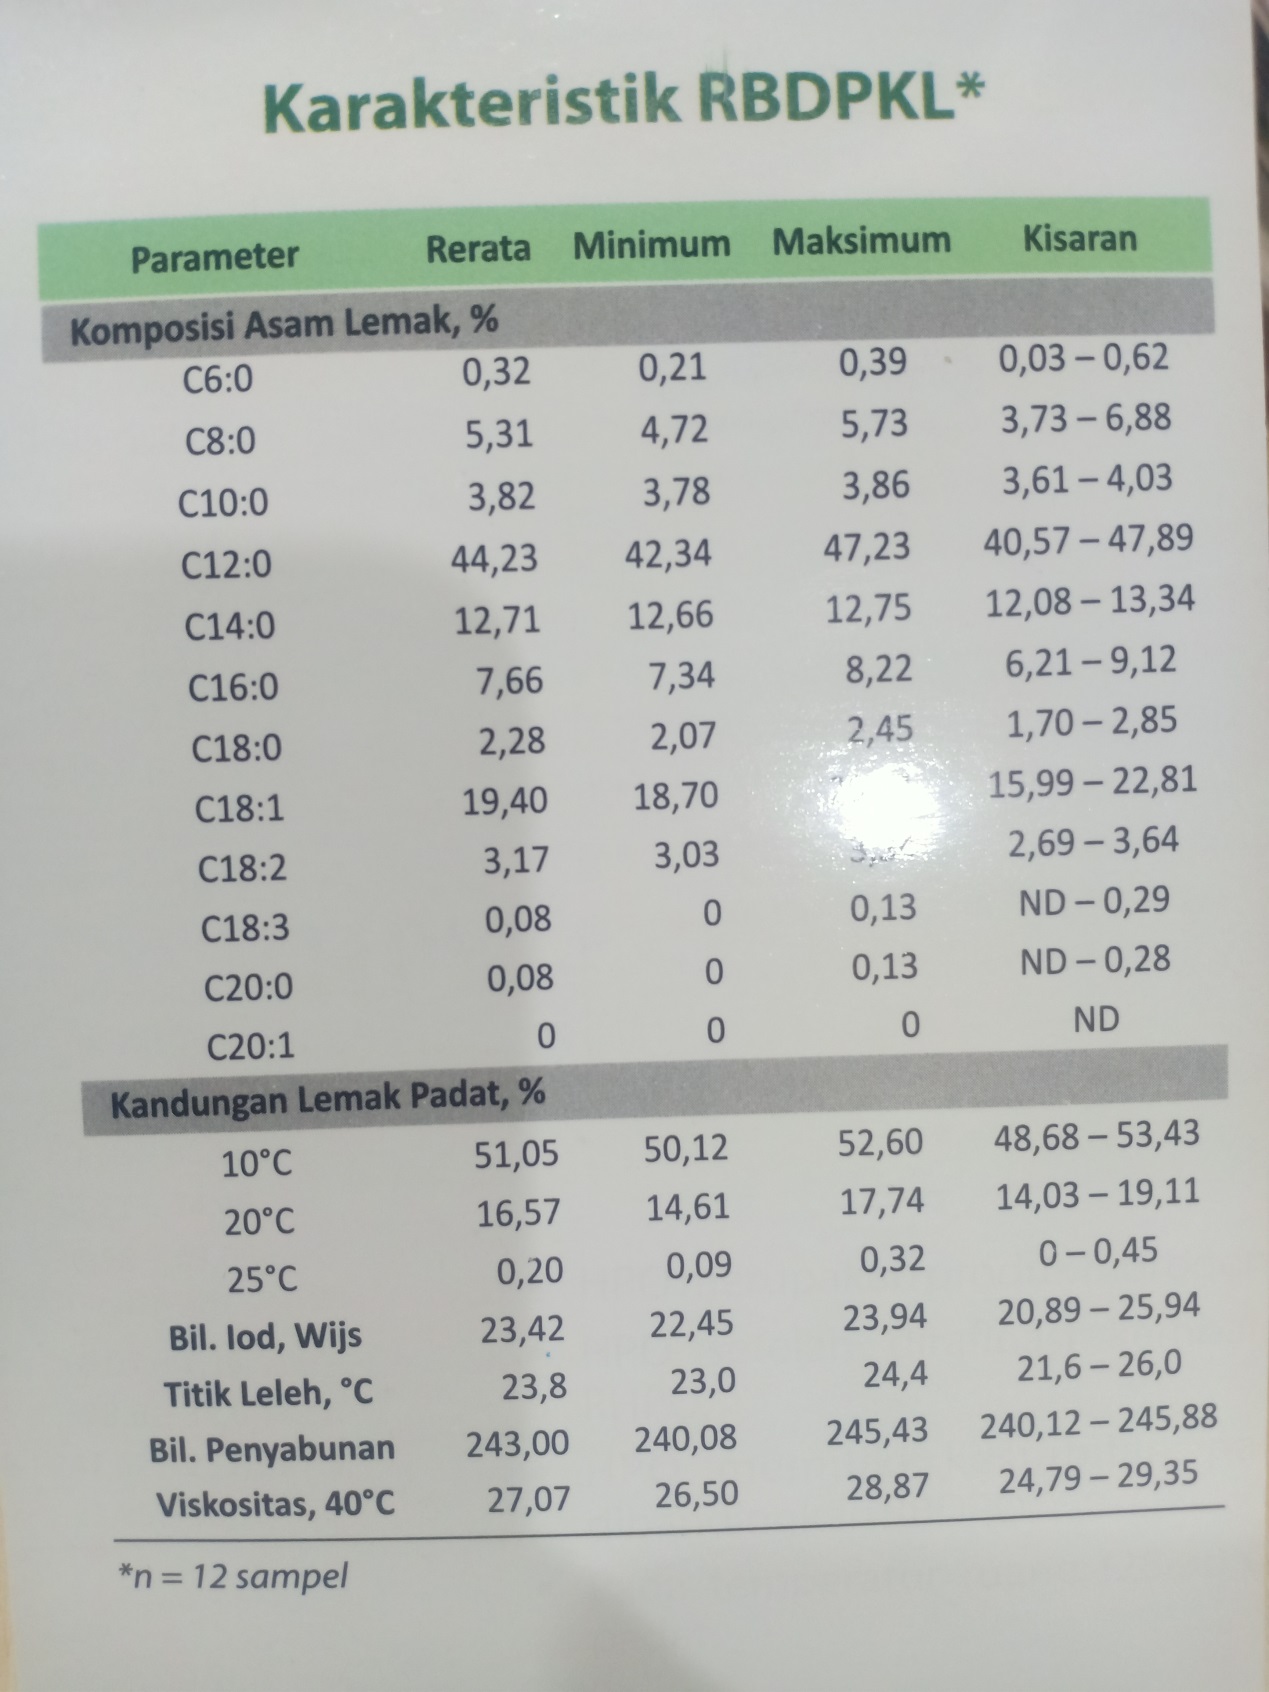 Karakteristik RBDPKL*
Parameter Rerata Minimum Maksimum Kisaran
Komposisi Asam Lemak, %
C6:0 0,32 0,21 0,39 0,03 – 0,62
C8:0 5,31 4,72 5,73 3,73 – 6,88
C10:0 3,82 3,78 3,86 3,61 – 4,03
C12:0 44,23 42,34 47,23 40,57 – 47,89
C14:0 12,71 12,66 12,75 12,08 – 13,34
C16:0 7,66 7,34 8,22 6,21 – 9,12
C18:0 2,28 2,07 2,45 1,70 – 2,85
C18:1 19,40 18,70 15,99 – 22,81
C18:2 3,17 3,03 2,69 – 3,64
C18:3 0,08 0 0,13 ND – 0,29
C20:0 0,08 0 0,13 ND – 0,28
C20:1 0 0 0 ND
Kandungan Lemak Padat, %
10°C 51,05 50,12 52,60 48,68 – 53,43
20°C 16,57 14,61 17,74 14,03 – 19,11
25°C 0,20 0,09 0,32 0 – 0,45
Bil. Iod, Wijs 23,42 22,45 23,94 20,89 – 25,94
Titik Leleh, °C 23,8 23,0 24,4 21,6 – 26,0
Bil. Penyabunan 243,00 240,08 245,43 240,12 – 245,88
Viskositas, 40°C 27,07 26,50 28,87 24,79 – 29,35
*n = 12 sampel